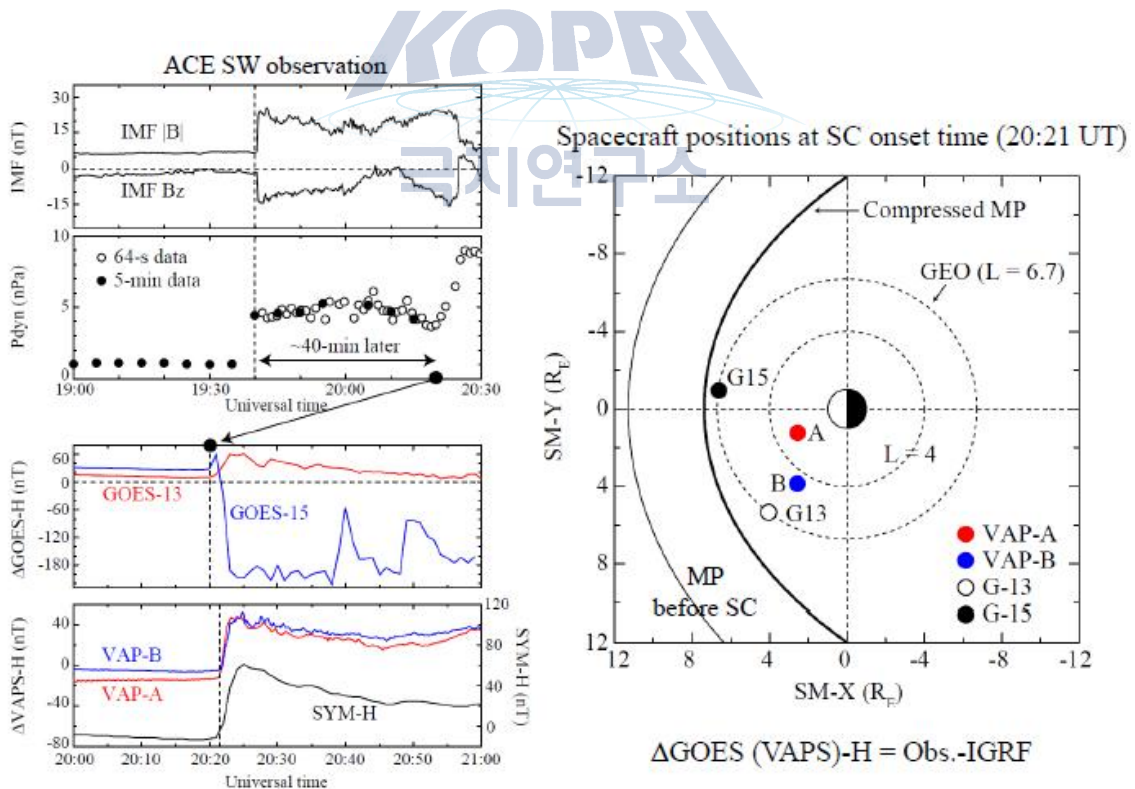 KOPRI
극지연구소
ACE SW observation
30
15
0
-15
IMF (nT)
IMF |B|
IMF Bz
10
5
0
Pdyn (nPa)
64-s data
5-min data
~40-min later
19:00 19:30 20:00 20:30
Universal time
60
0
-60
-120
-180
ΔGOES-H (nT)
GOES-13
GOES-15
40
0
-40
-80
ΔVAPS-H (nT)
VAP-B
VAP-A
SYM-H
120
80
40
0
SYM-H (nT)
20:00 20:10 20:20 20:30 20:40 20:50 21:00
Universal time
Spacecraft positions at SC onset time (20:21 UT)
-12
-8
-4
0
4
8
12
SM-Y (RE)
Compressed MP
GEO (L = 6.7)
G15
A
L = 4
B
G13
MP
before SC
VAP-A
VAP-B
G-13
G-15
12 8 4 0 -4 -8 -12
SM-X (RE)
ΔGOES (VAPS)-H = Obs.-IGRF